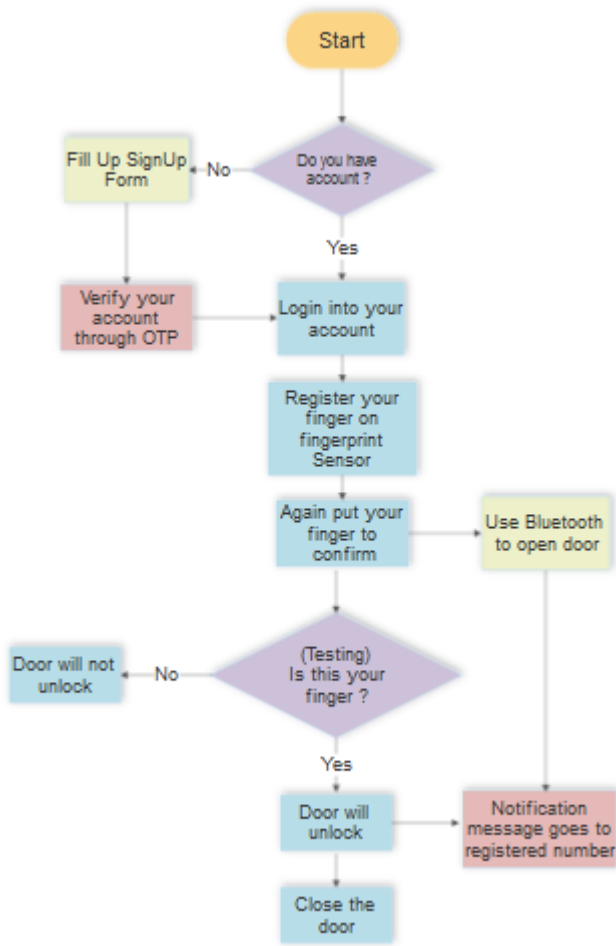 Start
Do you have
account ?
No
Fill Up SignUp
Form
Yes
Verify your
account
through OTP
Login into your
account
Register your
finger on
fingerprint
Sensor
Again put your
finger to
confirm
Use Bluetooth
to open door
(Testing)
Is this your
finger ?
No
Door will not
unlock
Yes
Door will
unlock
Notification
message goes to
registered number
Close the
door